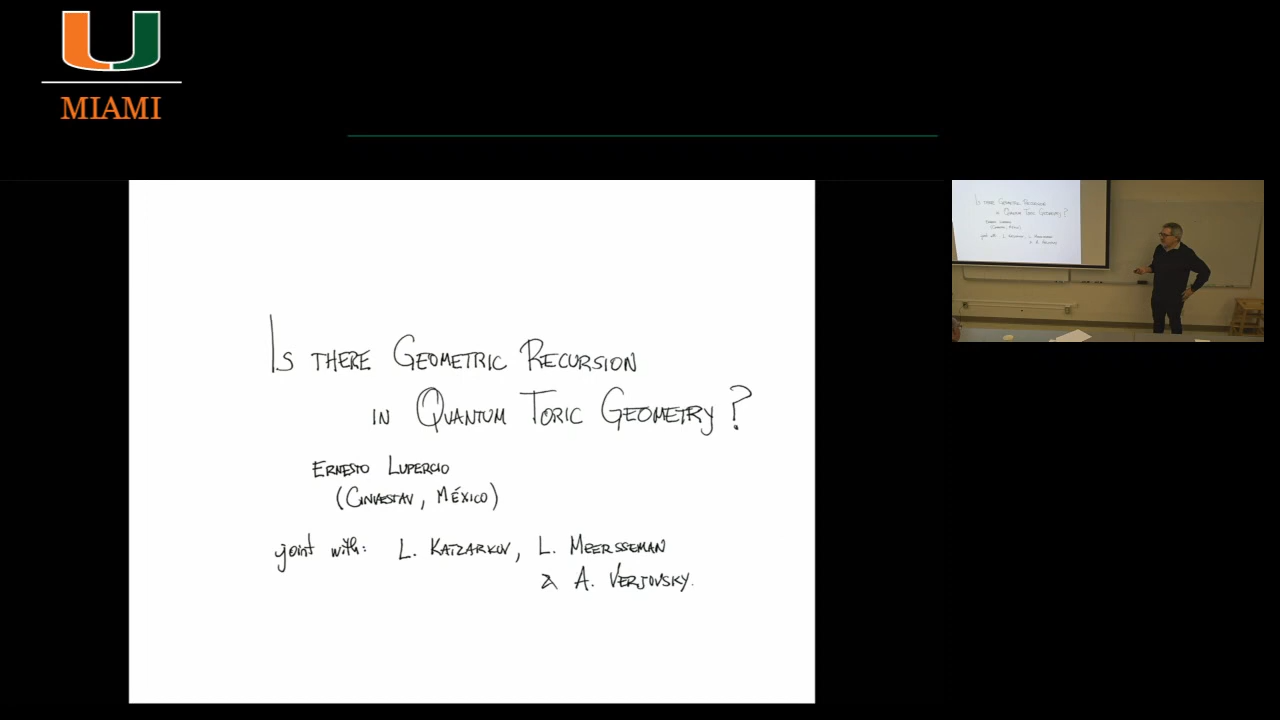 MIAMI
Is there Geometric Recursion
in Quantum Toric Geometry?
Ernesto Lupercio
(Cinvestav, México)
joint with: L. Katzarkov, L. Meersseman
& A. Verjovsky.